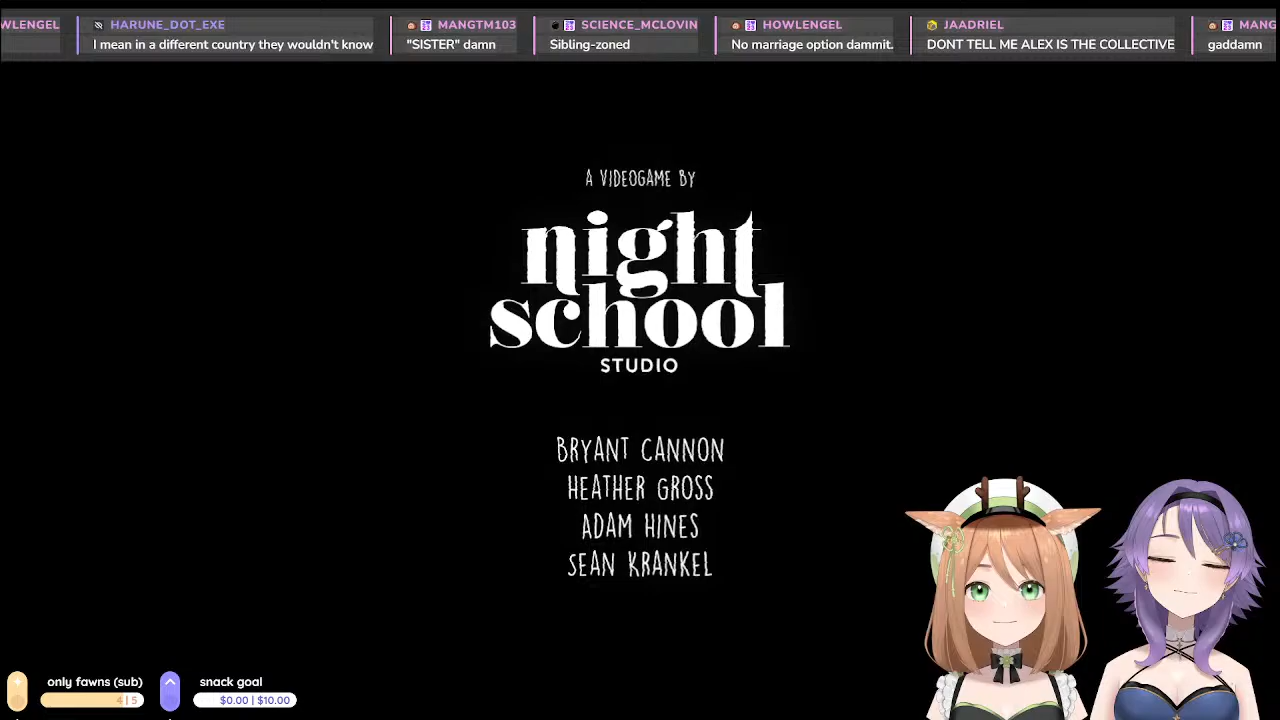 WLENGEL
HARUNE_DOT_EXE
I mean in a different country they wouldn't know
MANGTM103
"SISTER" damn
SCIENCE_MCLOVIN
Sibling-zoned
HOWLENGEL
No marriage option dammit.
JAADRIEL
DONT TELL ME ALEX IS THE COLLECTIVE
MANG
gaddamn
A VIDEOGAME BY
night
school
STUDIO
BRYANT CANNON
HEATHER GROSS
ADAM HINES
SEAN KRANKEL
only fawns (sub)
4 | 5
snack goal
$0.00 | $10.00